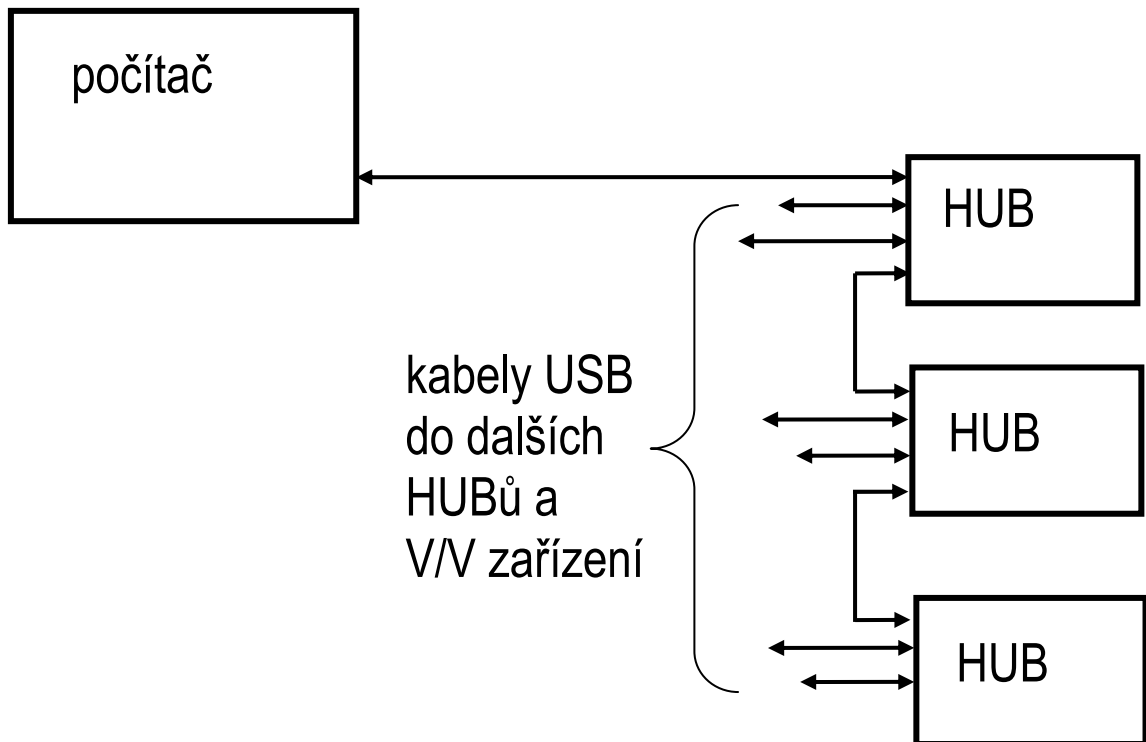 počítač
HUB
HUB
kabely USB
do dalších
HUBů a
V/V zařízení
HUB